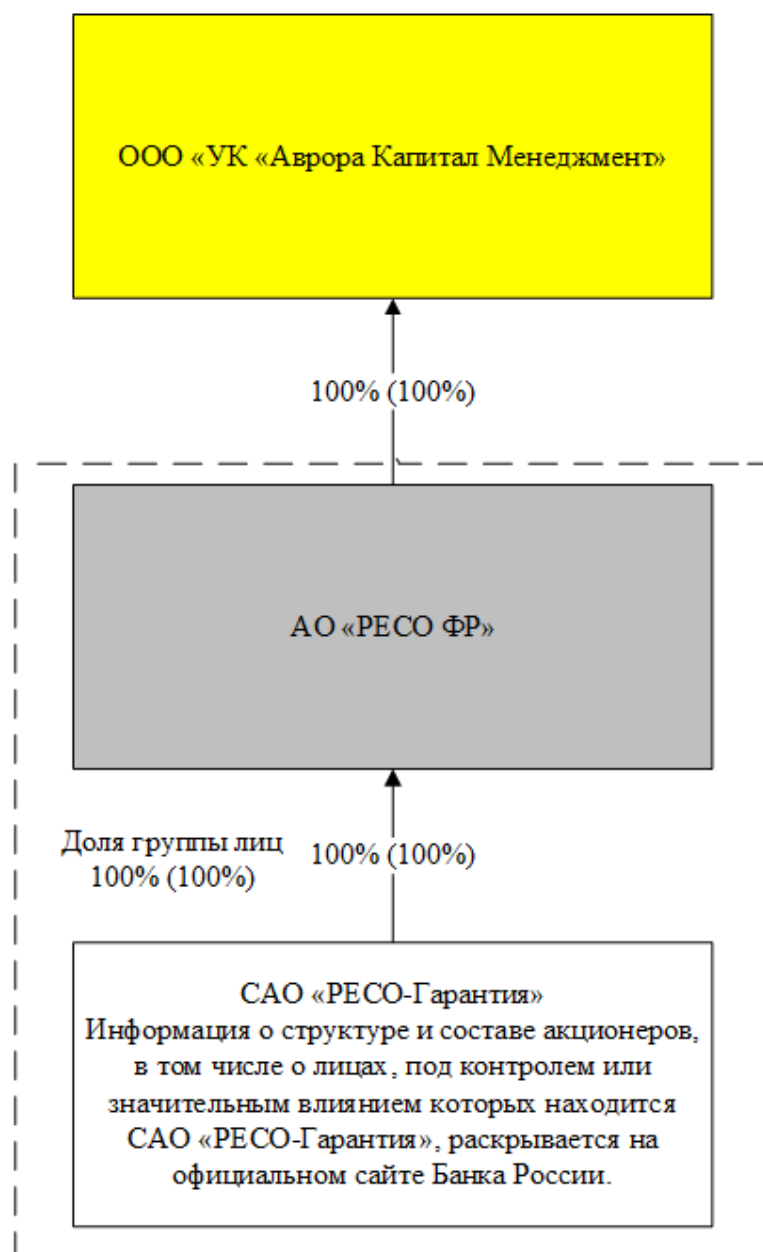 ООО «УК «Аврора Капитал Менеджмент»
100% (100%)
АО «РЕСО ФР»
Доля группы лиц
100% (100%)
100% (100%)
САО «РЕСО-Гарантия»
Информация о структуре и составе акционеров,
в том числе о лицах, под контролем или
значительным влиянием которых находится
САО «РЕСО-Гарантия», раскрывается на
официальном сайте Банка России.